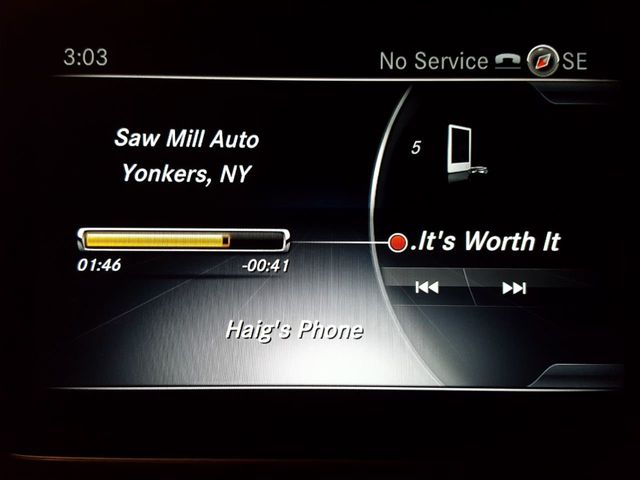 3:03
No Service SE
Saw Mill Auto
Yonkers, NY
5
.It's Worth It
01:46 -00:41
Haig's Phone